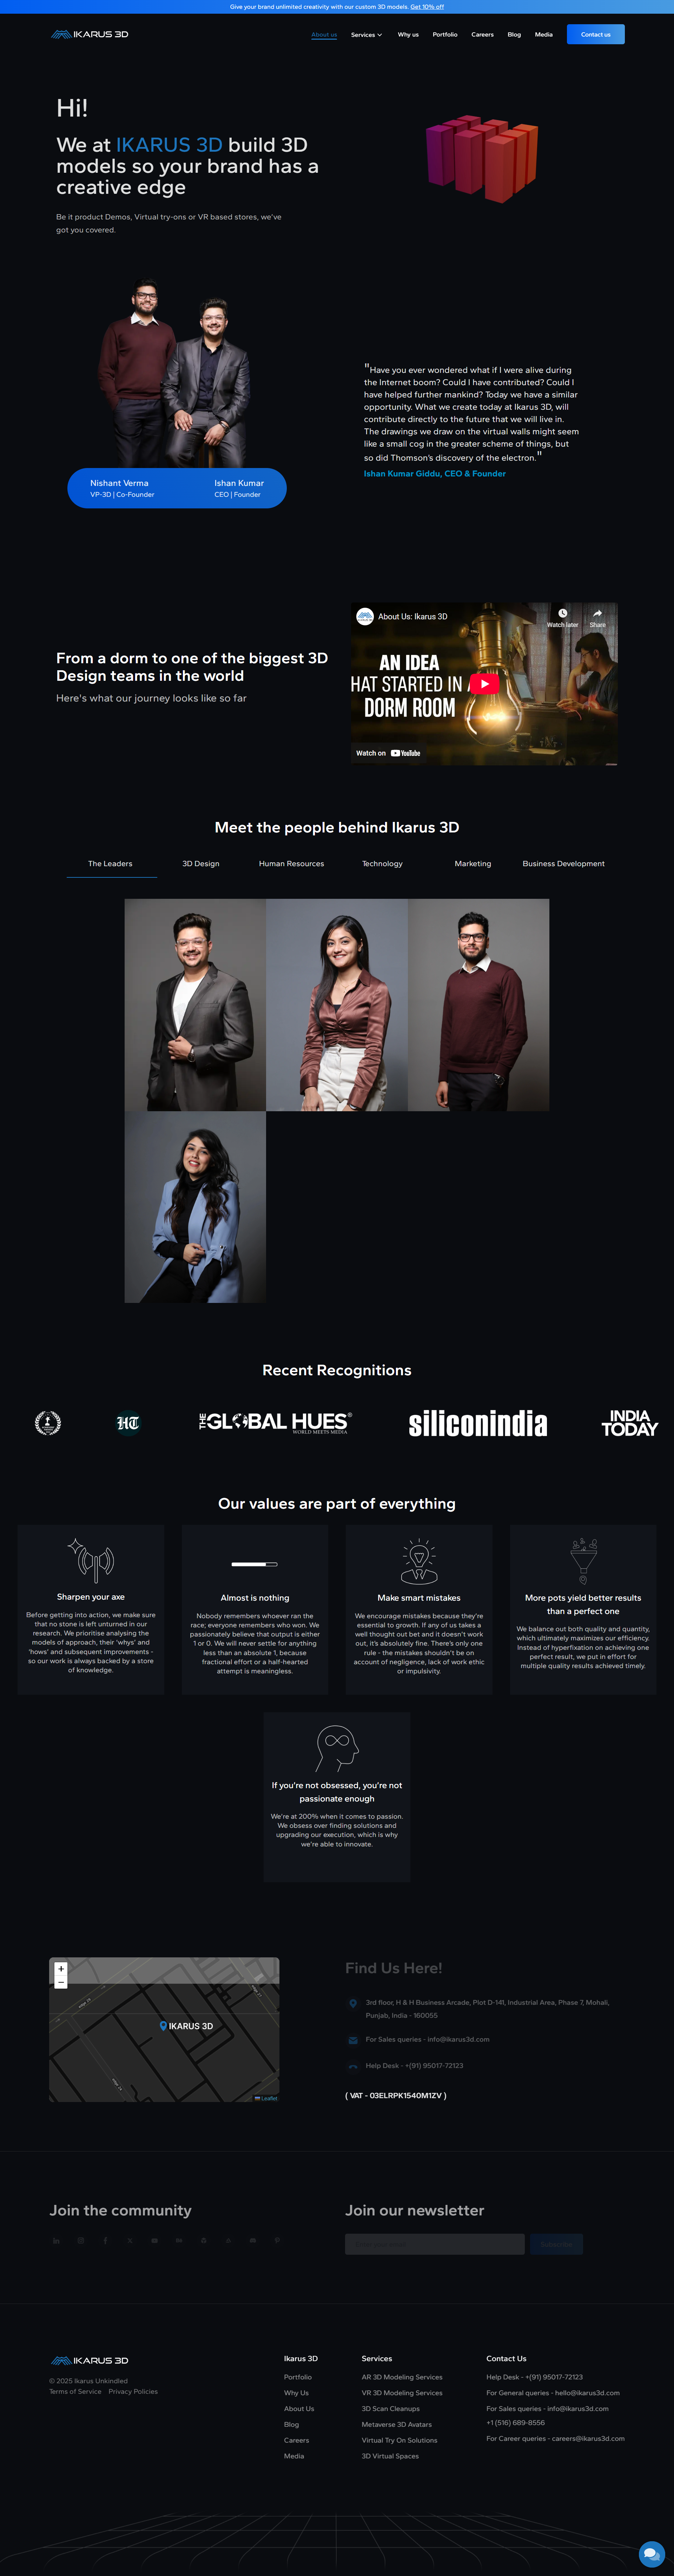 Give your brand unlimited creativity with our custom 3D models. Get 10% off
IKARUS 3D
About us
Services
Why us
Portfolio
Careers
Blog
Media
Contact us
Hi!
We at IKARUS 3D build 3D
models so your brand has a
creative edge
Be it product Demos, Virtual try-ons or VR based stores, we've
got you covered.
"Have you ever wondered what if I were alive during
the Internet boom? Could I have contributed? Could I
have helped further mankind? Today we have a similar
opportunity. What we create today at Ikarus 3D, will
contribute directly to the future that we will live in.
The drawings we draw on the virtual walls might seem
like a small cog in the greater scheme of things, but
so did Thomson's discovery of the electron."
Ishan Kumar Giddu, CEO & Founder
Nishant Verma
VP-3D | Co-Founder
Ishan Kumar
CEO | Founder
From a dorm to one of the biggest 3D
Design teams in the world
Here's what our journey looks like so far
About Us: Ikarus 3D
Watch later
Share
AN IDEA
HAT STARTED IN
DORM ROOM
Watch on YouTube
Meet the people behind Ikarus 3D
The Leaders
3D Design
Human Resources
Technology
Marketing
Business Development
Recent Recognitions
HT
THE GLOBAL HUES®
WORLD MEETS MEDIA
siliconindia
INDIA
TODAY
Our values are part of everything
Sharpen your axe
Before getting into action, we make sure
that no stone is left unturned in our
research. We prioritise analysing the
models of approach, their 'whys' and
'hows' and subsequent improvements -
so our work is always backed by a store
of knowledge.
Almost is nothing
Nobody remembers whoever ran the
race; everyone remembers who won. We
passionately believe that output is either
1 or 0. We will never settle for anything
less than an absolute 1, because
fractional effort or a half-hearted
attempt is meaningless.
Make smart mistakes
We encourage mistakes because they're
essential to growth. If any of us takes a
well thought out bet and it doesn't work
out, it's absolutely fine. There's only one
rule - the mistakes shouldn't be on
account of negligence, lack of work ethic
or impulsivity.
More pots yield better results
than a perfect one
We balance out both quality and quantity,
which ultimately maximizes our efficiency.
Instead of hyperfixation on achieving one
perfect result, we put in effort for
multiple quality results achieved timely.
If you're not obsessed, you're not
passionate enough
We're at 200% when it comes to passion.
We obsess over finding solutions and
upgrading our execution, which is why
we're able to innovate.
+
−
IKARUS 3D
Leaflet
Find Us Here!
3rd floor, H & H Business Arcade, Plot D-141, Industrial Area, Phase 7, Mohali,
Punjab, India - 160055
For Sales queries - info@ikarus3d.com
Help Desk - +(91) 95017-72123
( VAT - 03ELRPK1540M1ZV )
Join the community
Join our newsletter
Subscribe
IKARUS 3D
© 2025 Ikarus Unkindled
Terms of Service
Privacy Policies
Ikarus 3D
Portfolio
Why Us
About Us
Blog
Careers
Media
Services
AR 3D Modeling Services
VR 3D Modeling Services
3D Scan Cleanups
Metaverse 3D Avatars
Virtual Try On Solutions
3D Virtual Spaces
Contact Us
Help Desk - +(91) 95017-72123
For General queries - hello@ikarus3d.com
For Sales queries - info@ikarus3d.com
+1 (516) 689-8556
For Career queries - careers@ikarus3d.com